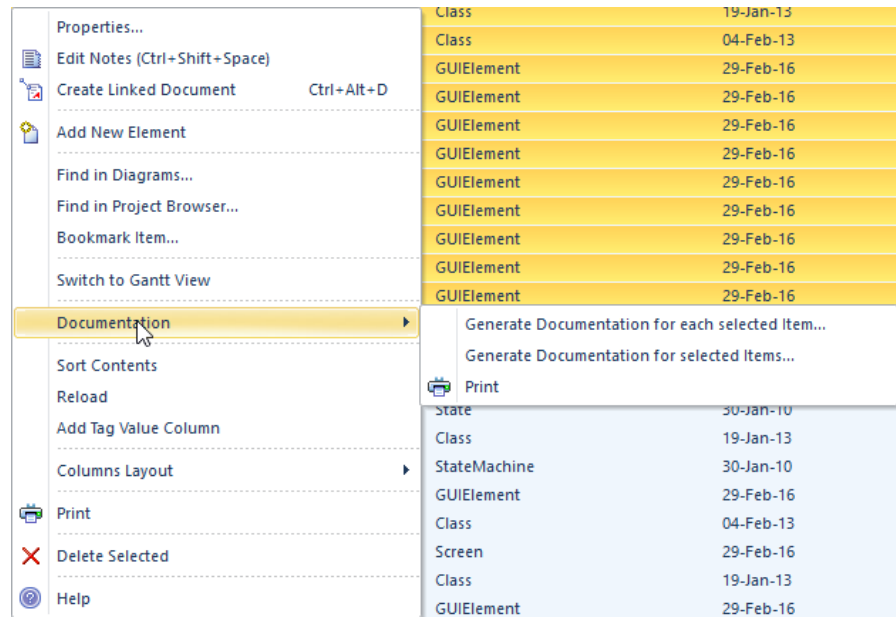 Properties...
Edit Notes (Ctrl+Shift+Space)
Create Linked Document Ctrl+Alt+D
Add New Element
Find in Diagrams...
Find in Project Browser...
Bookmark Item...
Switch to Gantt View
Documentation
Sort Contents
Reload
Add Tag Value Column
Columns Layout
Print
Delete Selected
Help
Class 19-Jan-13
Class 04-Feb-13
GUIElement 29-Feb-16
GUIElement 29-Feb-16
GUIElement 29-Feb-16
GUIElement 29-Feb-16
GUIElement 29-Feb-16
GUIElement 29-Feb-16
GUIElement 29-Feb-16
GUIElement 29-Feb-16
GUIElement 29-Feb-16
Generate Documentation for each selected Item...
Generate Documentation for selected Items...
Print
State 30-Jan-10
Class 19-Jan-13
StateMachine 30-Jan-10
GUIElement 29-Feb-16
Class 04-Feb-13
Screen 29-Feb-16
Class 19-Jan-13
GUIElement 29-Feb-16